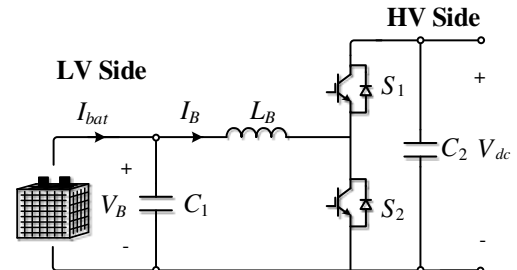 HV Side
LV Side
I_bat
I_B
L_B
S_1
+
+
V_B
C_1
C_2
V_dc
S_2
-
-